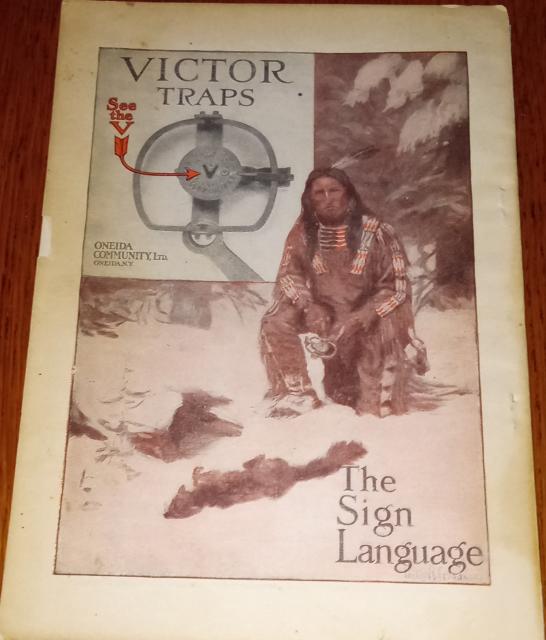 VICTOR
TRAPS
See
the
V
V
ONEIDA
COMMUNITY, LTD.
ONEIDA N.Y.
The
Sign
Language